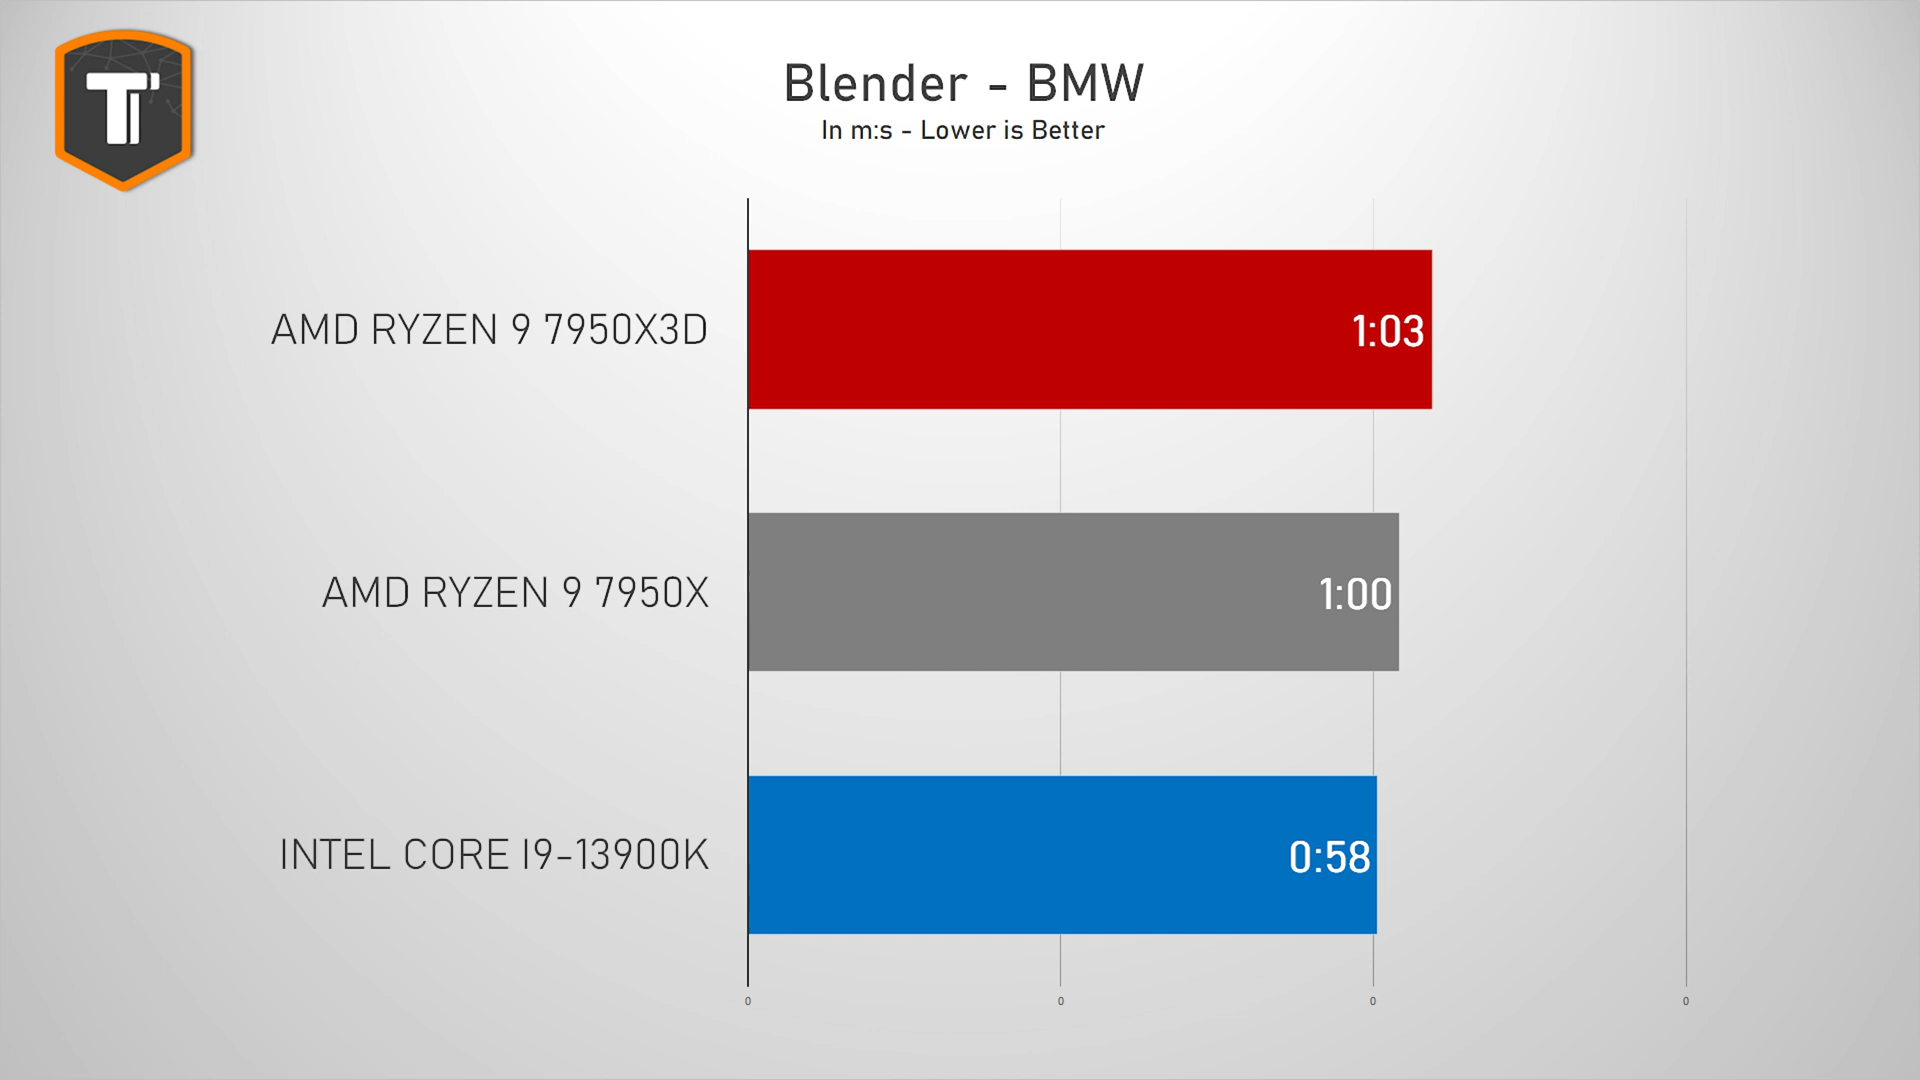 T
Blender - BMW
In m:s - Lower is Better
AMD RYZEN 9 7950X3D
1:03
AMD RYZEN 9 7950X
1:00
INTEL CORE I9-13900K
0:58
0 0 0 0